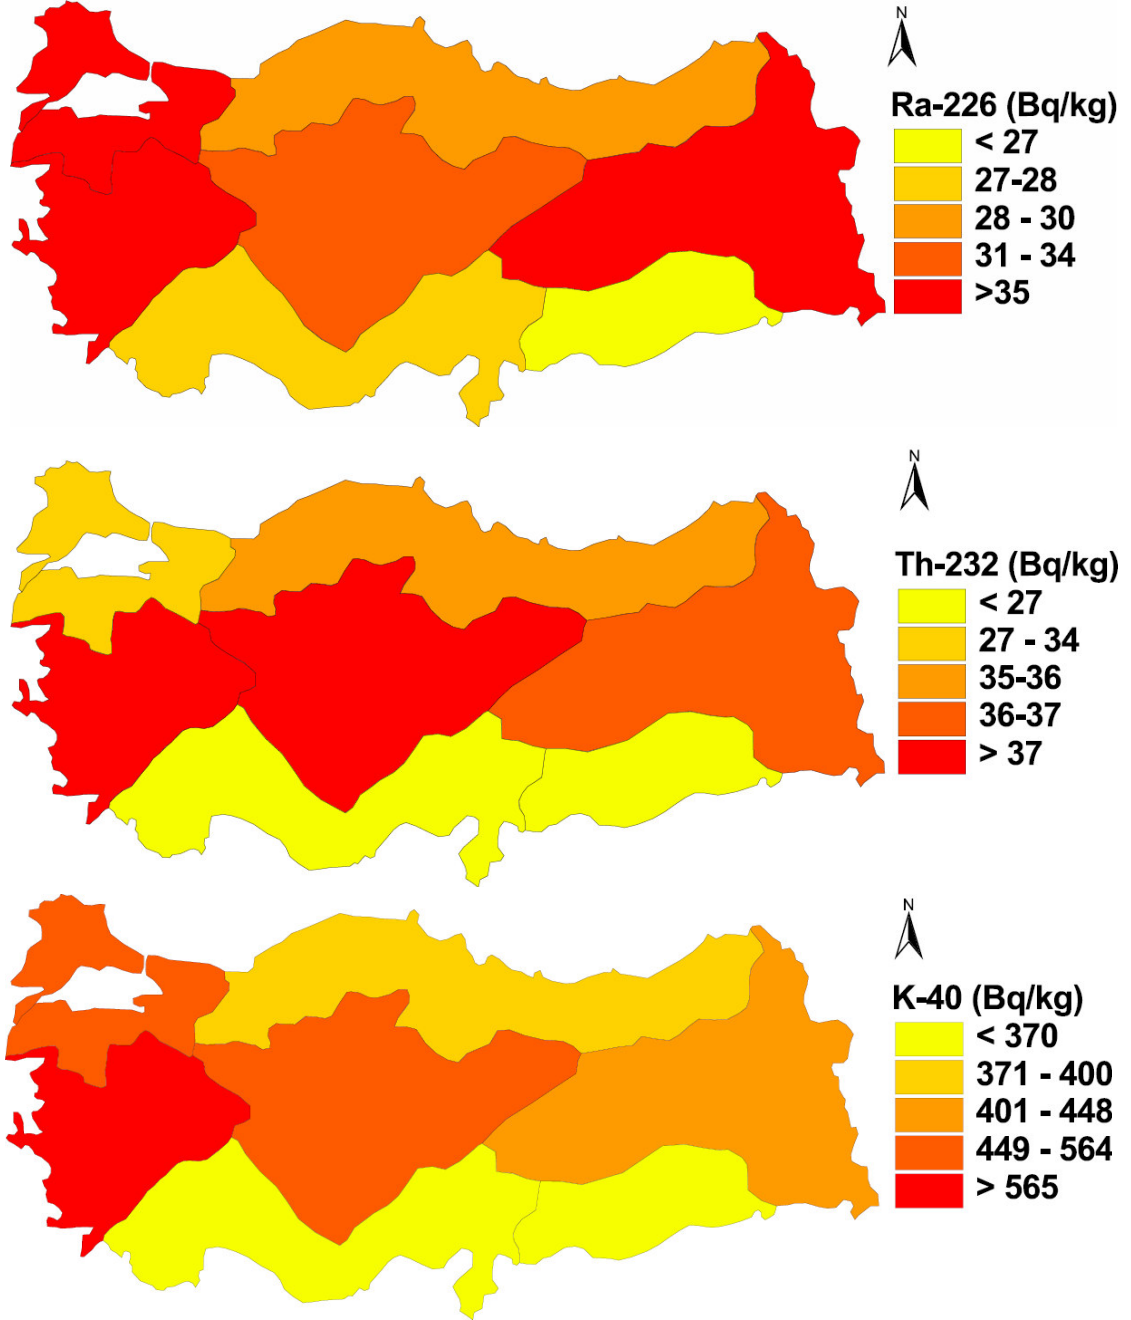 N
Ra-226 (Bq/kg)
< 27
27-28
28 - 30
31 - 34
>35
N
Th-232 (Bq/kg)
< 27
27 - 34
35-36
36-37
> 37
N
K-40 (Bq/kg)
< 370
371 - 400
401 - 448
449 - 564
> 565